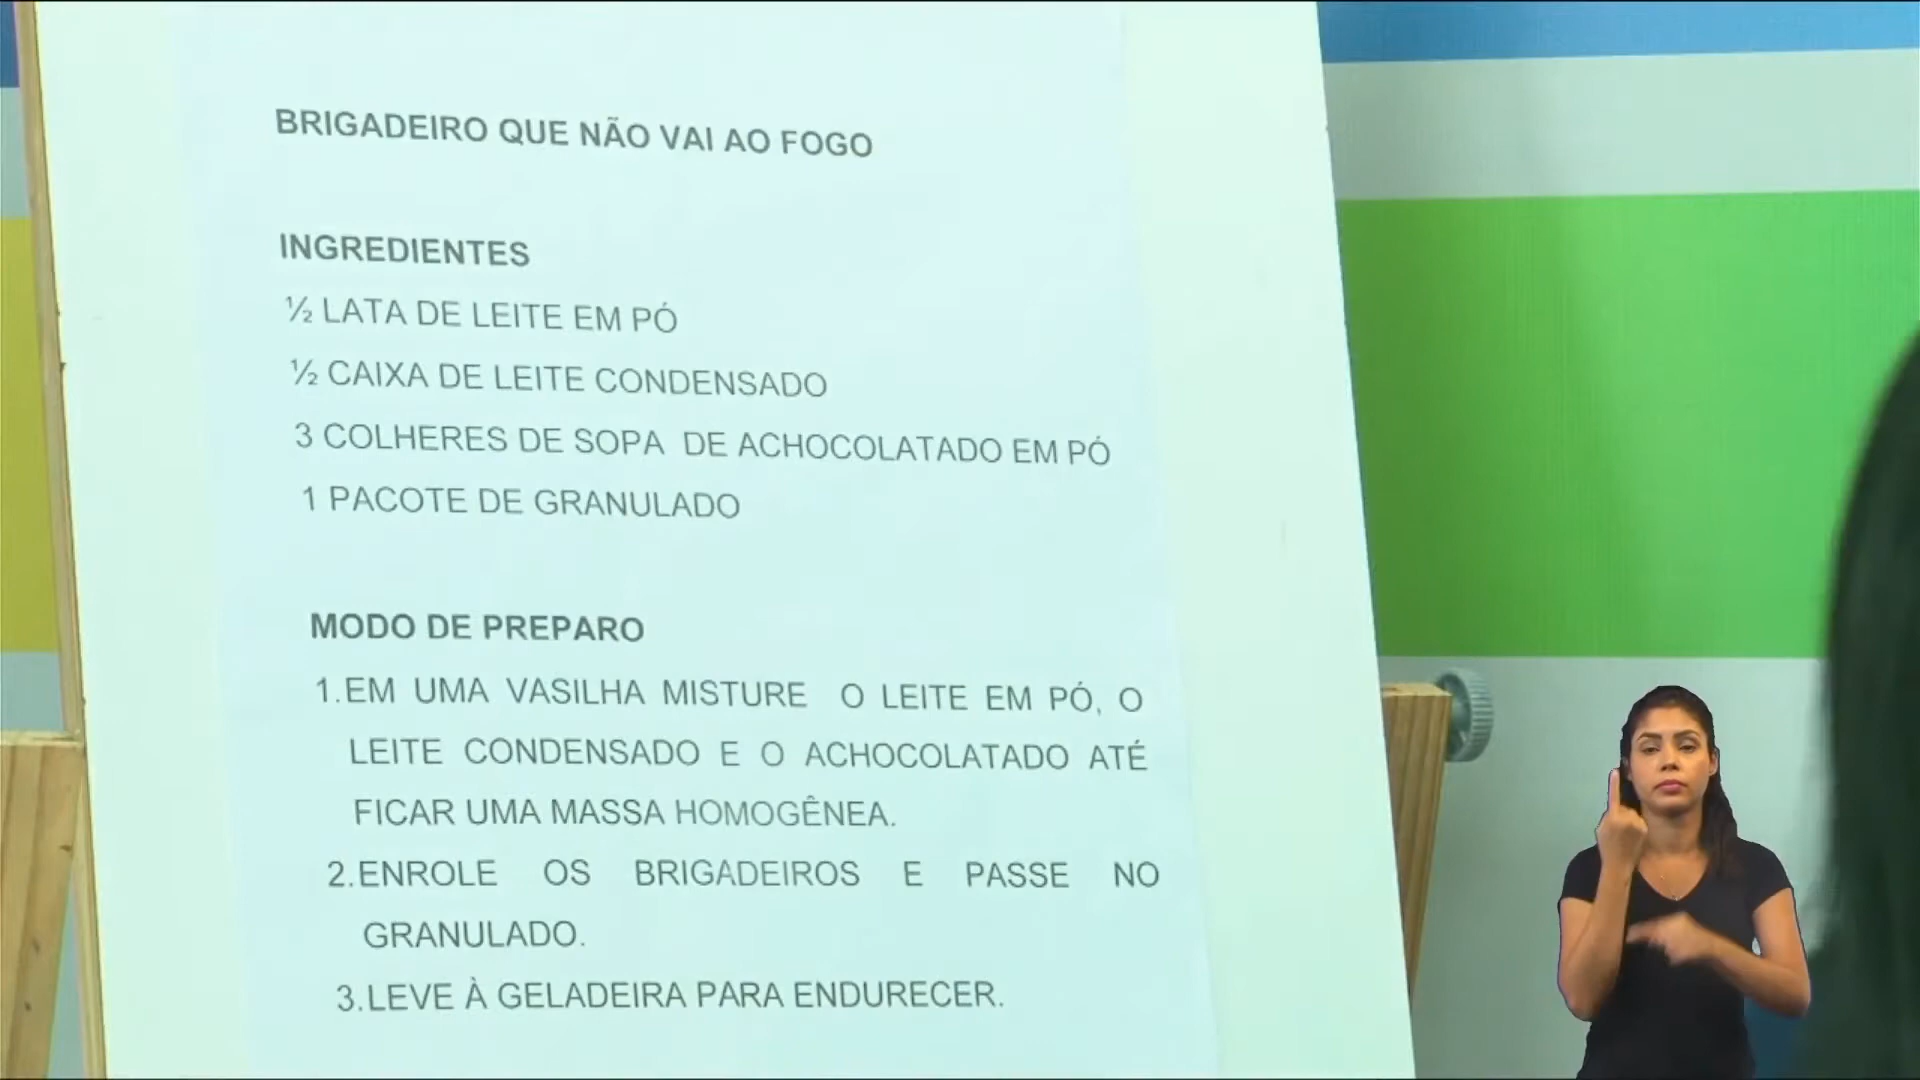 BRIGADEIRO QUE NÃO VAI AO FOGO
INGREDIENTES
½ LATA DE LEITE EM PÓ
½ CAIXA DE LEITE CONDENSADO
3 COLHERES DE SOPA DE ACHOCOLATADO EM PÓ
1 PACOTE DE GRANULADO
MODO DE PREPARO
1.EM UMA VASILHA MISTURE O LEITE EM PÓ, O
LEITE CONDENSADO E O ACHOCOLATADO ATÉ
FICAR UMA MASSA HOMOGÊNEA.
2.ENROLE OS BRIGADEIROS E PASSE NO
GRANULADO.
3.LEVE À GELADEIRA PARA ENDURECER.